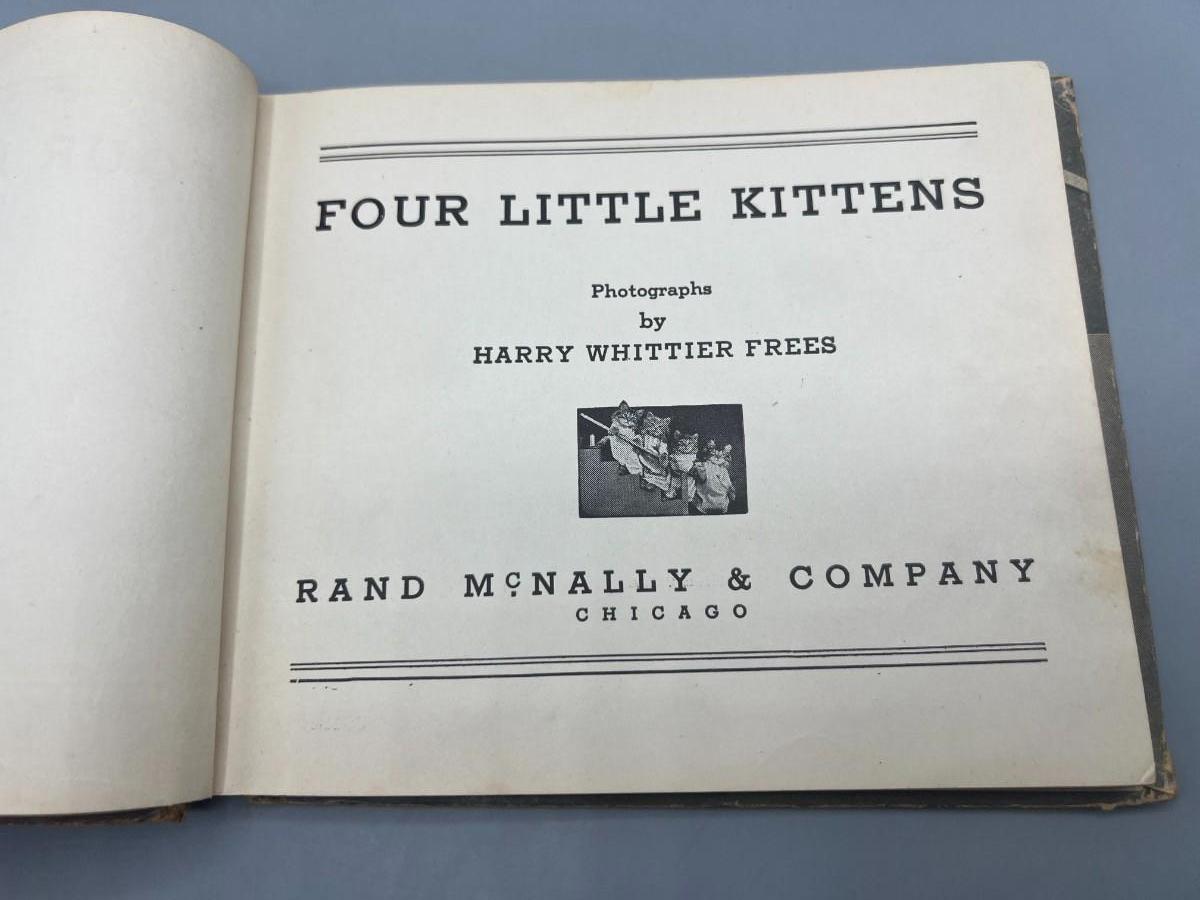 FOUR LITTLE KITTENS
Photographs
by
HARRY WHITTIER FREES
RAND McNALLY & COMPANY
CHICAGO